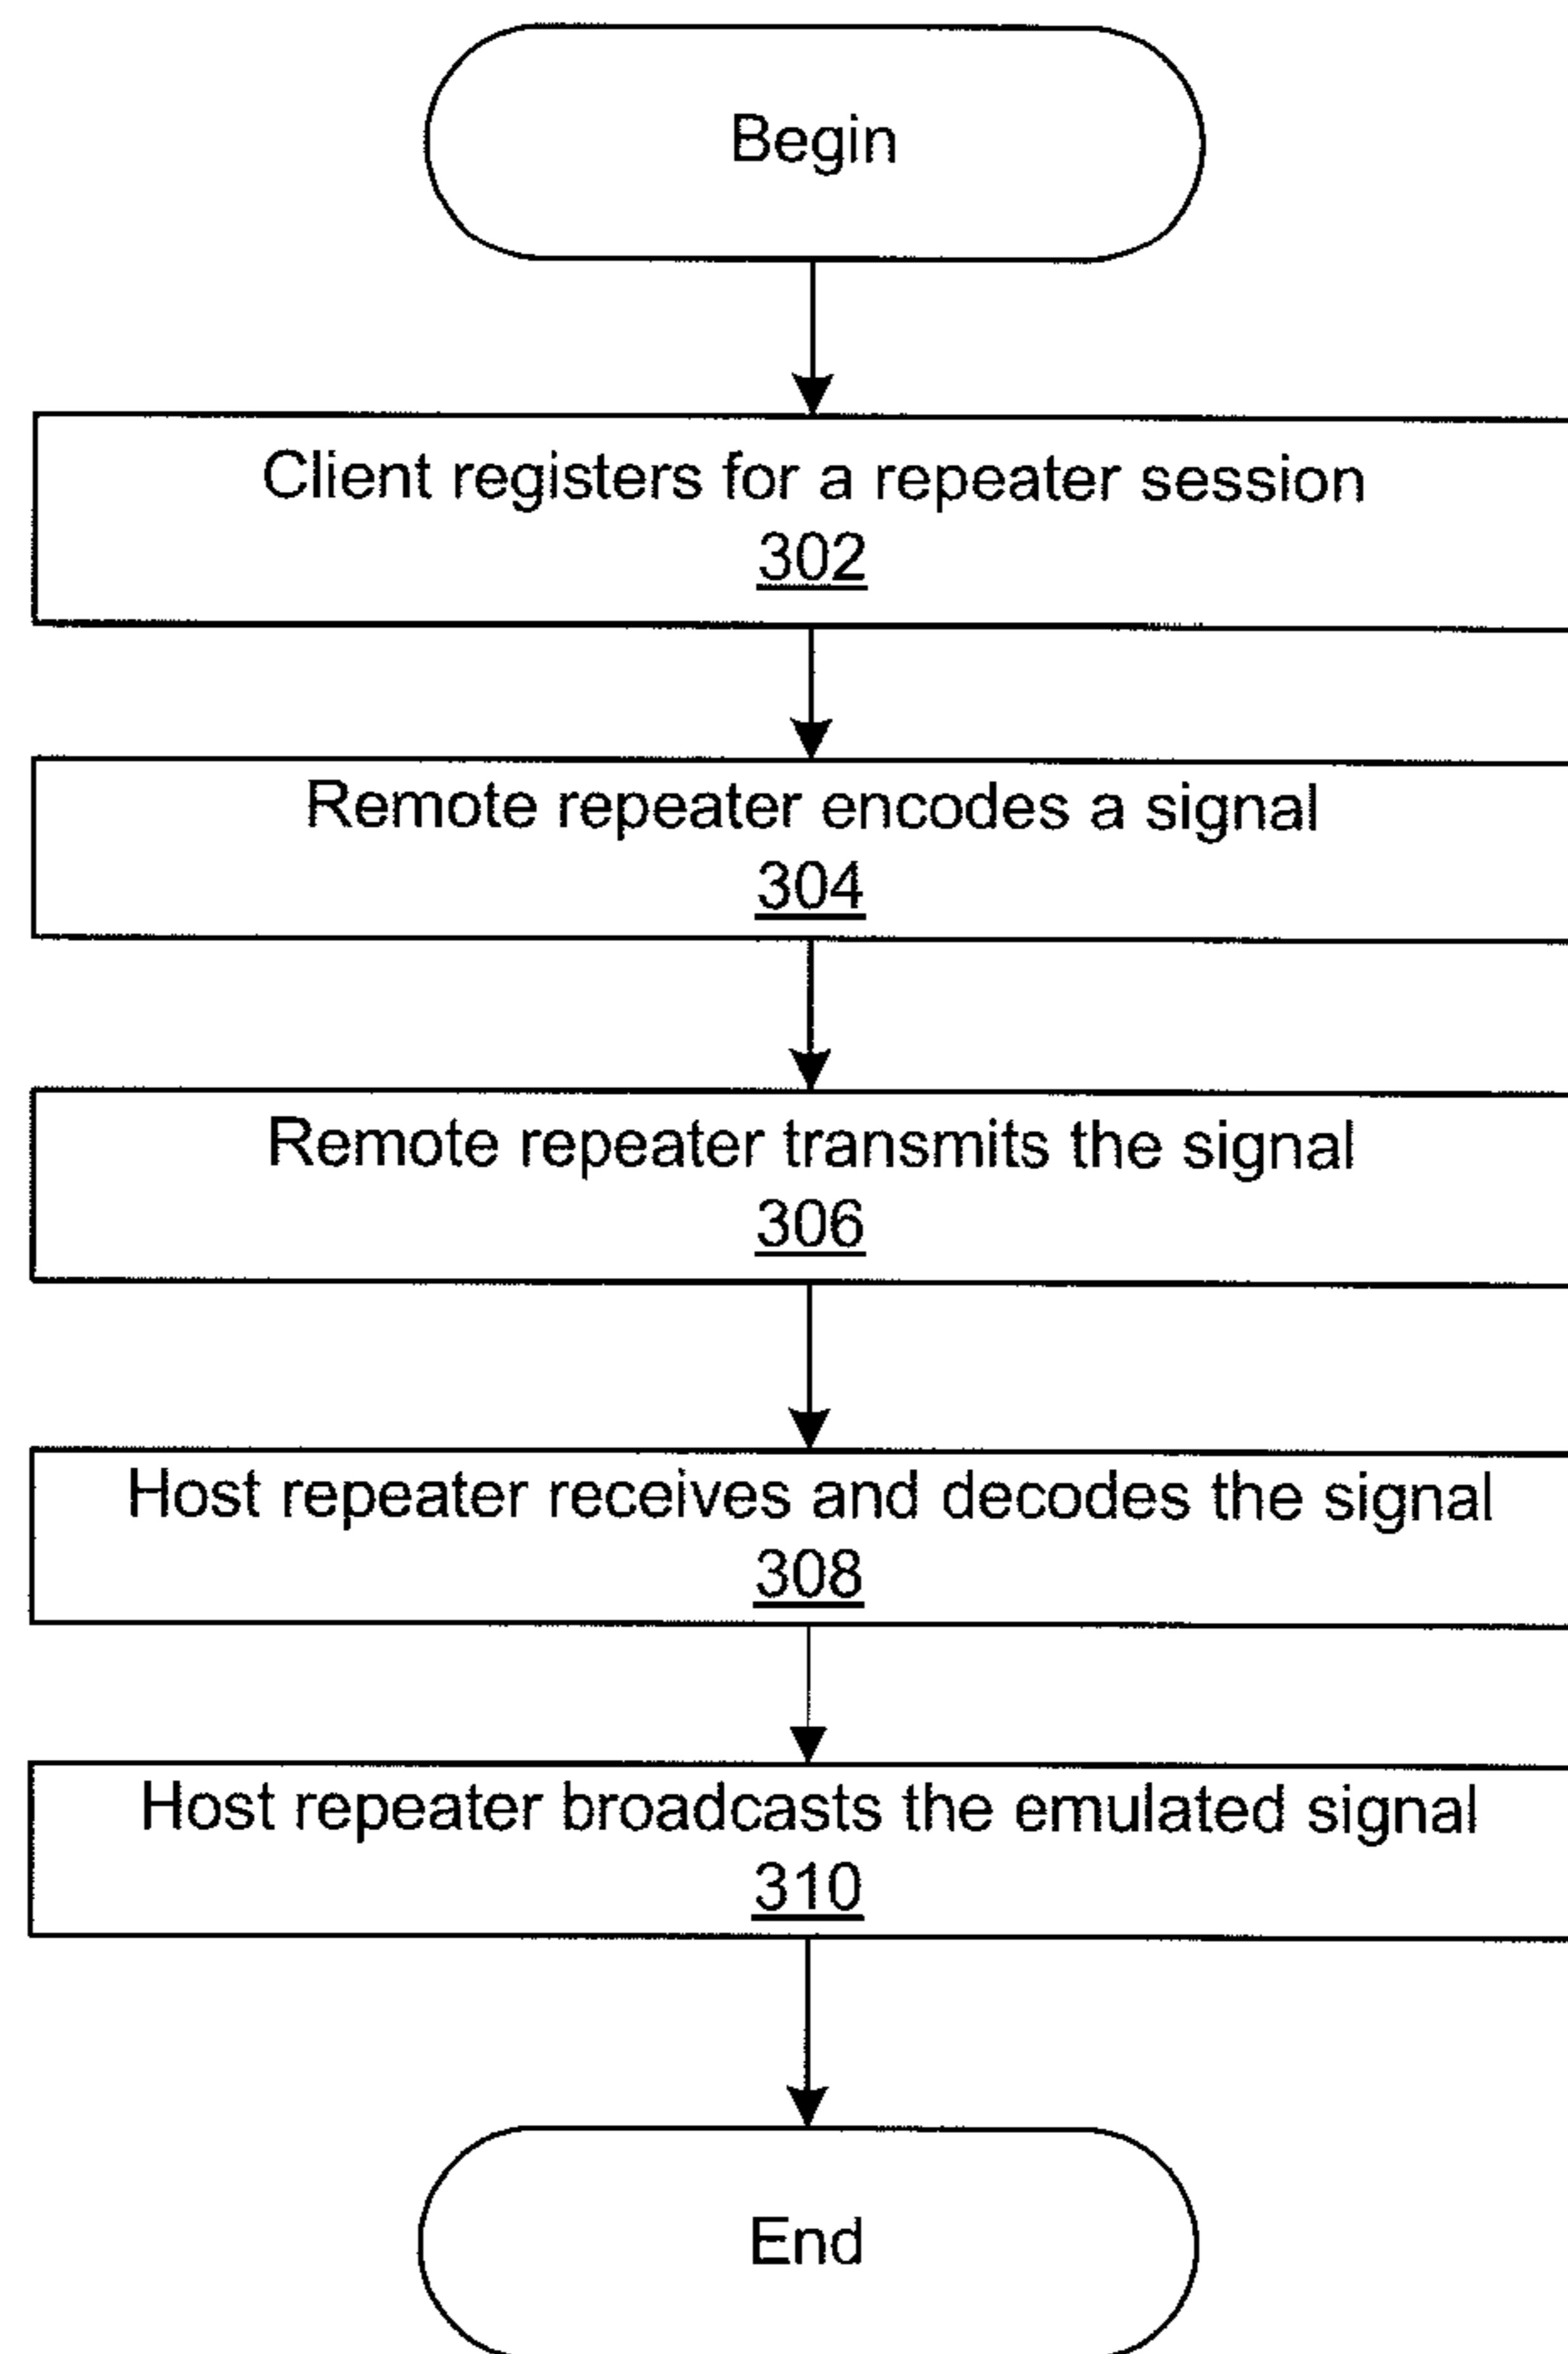 Begin
Client registers for a repeater session
302
Remote repeater encodes a signal
304
Remote repeater transmits the signal
306
Host repeater receives and decodes the signal
308
Host repeater broadcasts the emulated signal
310
End